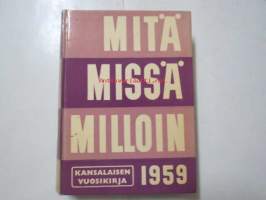 MITÄ
MISSÄ
MILLOIN
KANSALAISEN
VUOSIKIRJA
1959